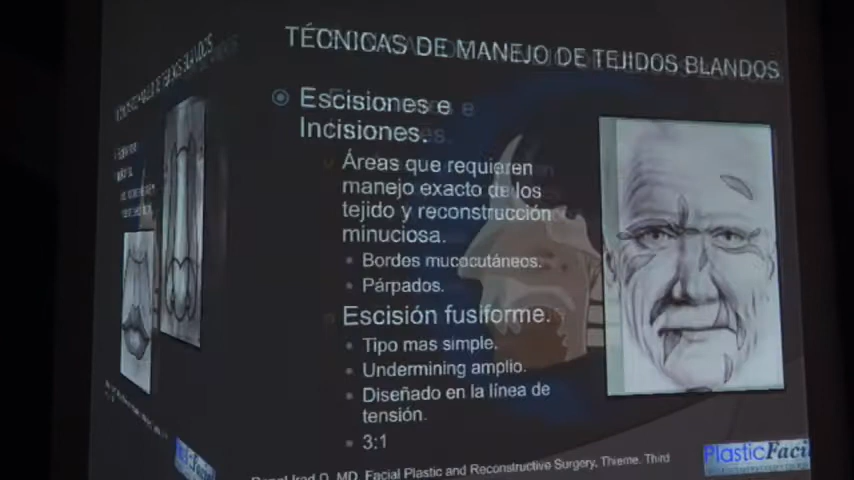 TÉCNICAS DE MANEJO DE TEJIDOS BLANDOS
Escisiones e
Incisiones.
Áreas que requieren
manejo exacto de los
tejido y reconstrucción
minuciosa.
Bordes mucocutáneos.
Párpados.
Escisión fusiforme.
Tipo mas simple.
Undermining amplio.
Diseñado en la línea de
tensión.
3:1
MD. Facial Plastic and Reconstructive Surgery. Thieme. Third
PlasticFaci